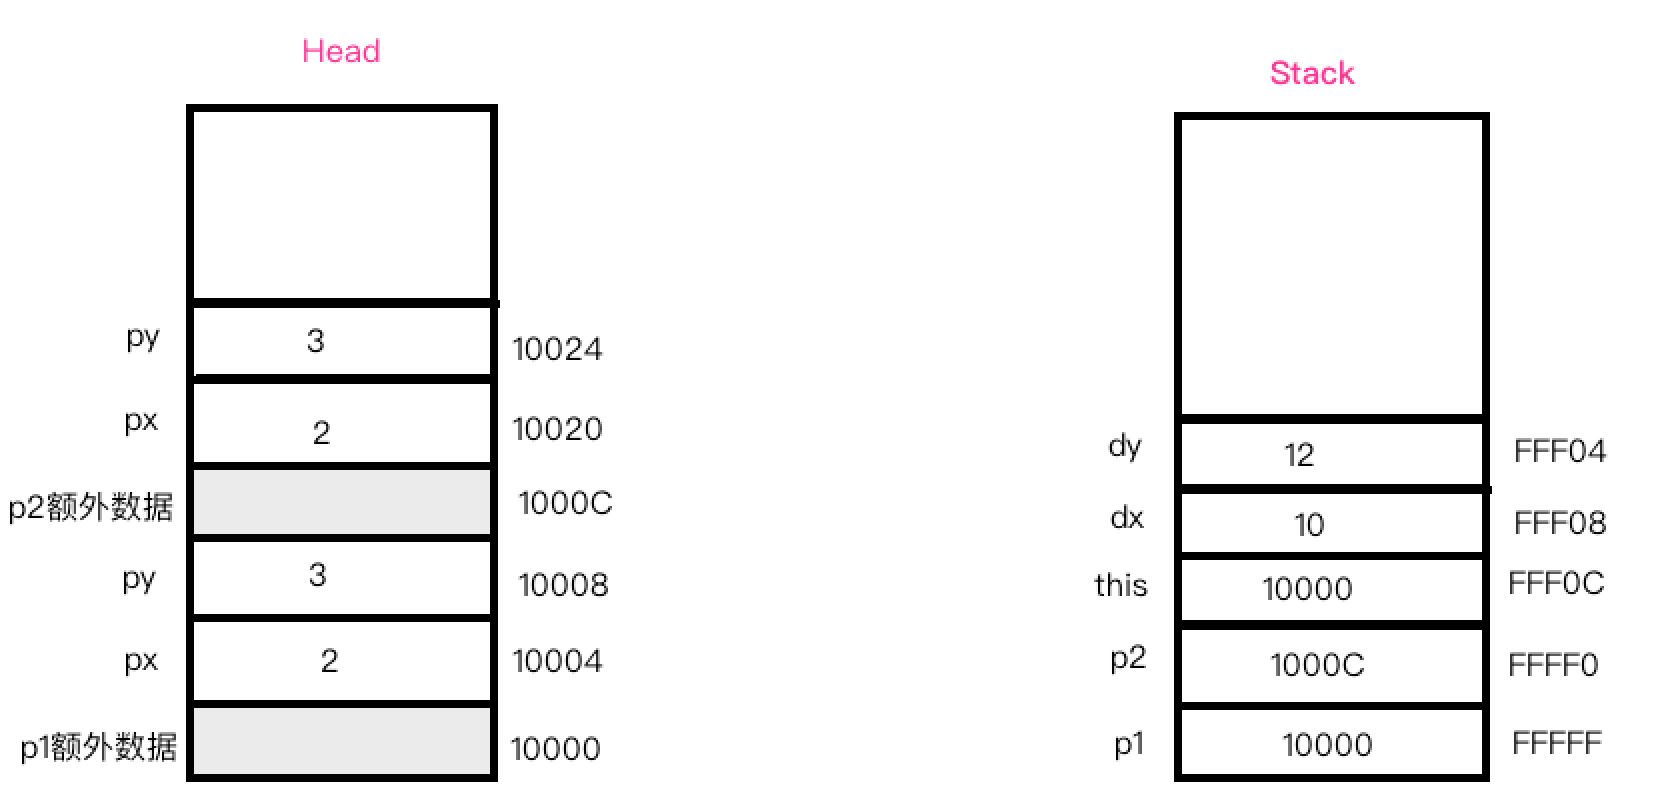 Head
py 3 10024
px 2 10020
p2额外数据 1000C
py 3 10008
px 2 10004
p1额外数据 10000
Stack
dy 12 FFF04
dx 10 FFF08
this 10000 FFF0C
p2 1000C FFFF0
p1 10000 FFFFF